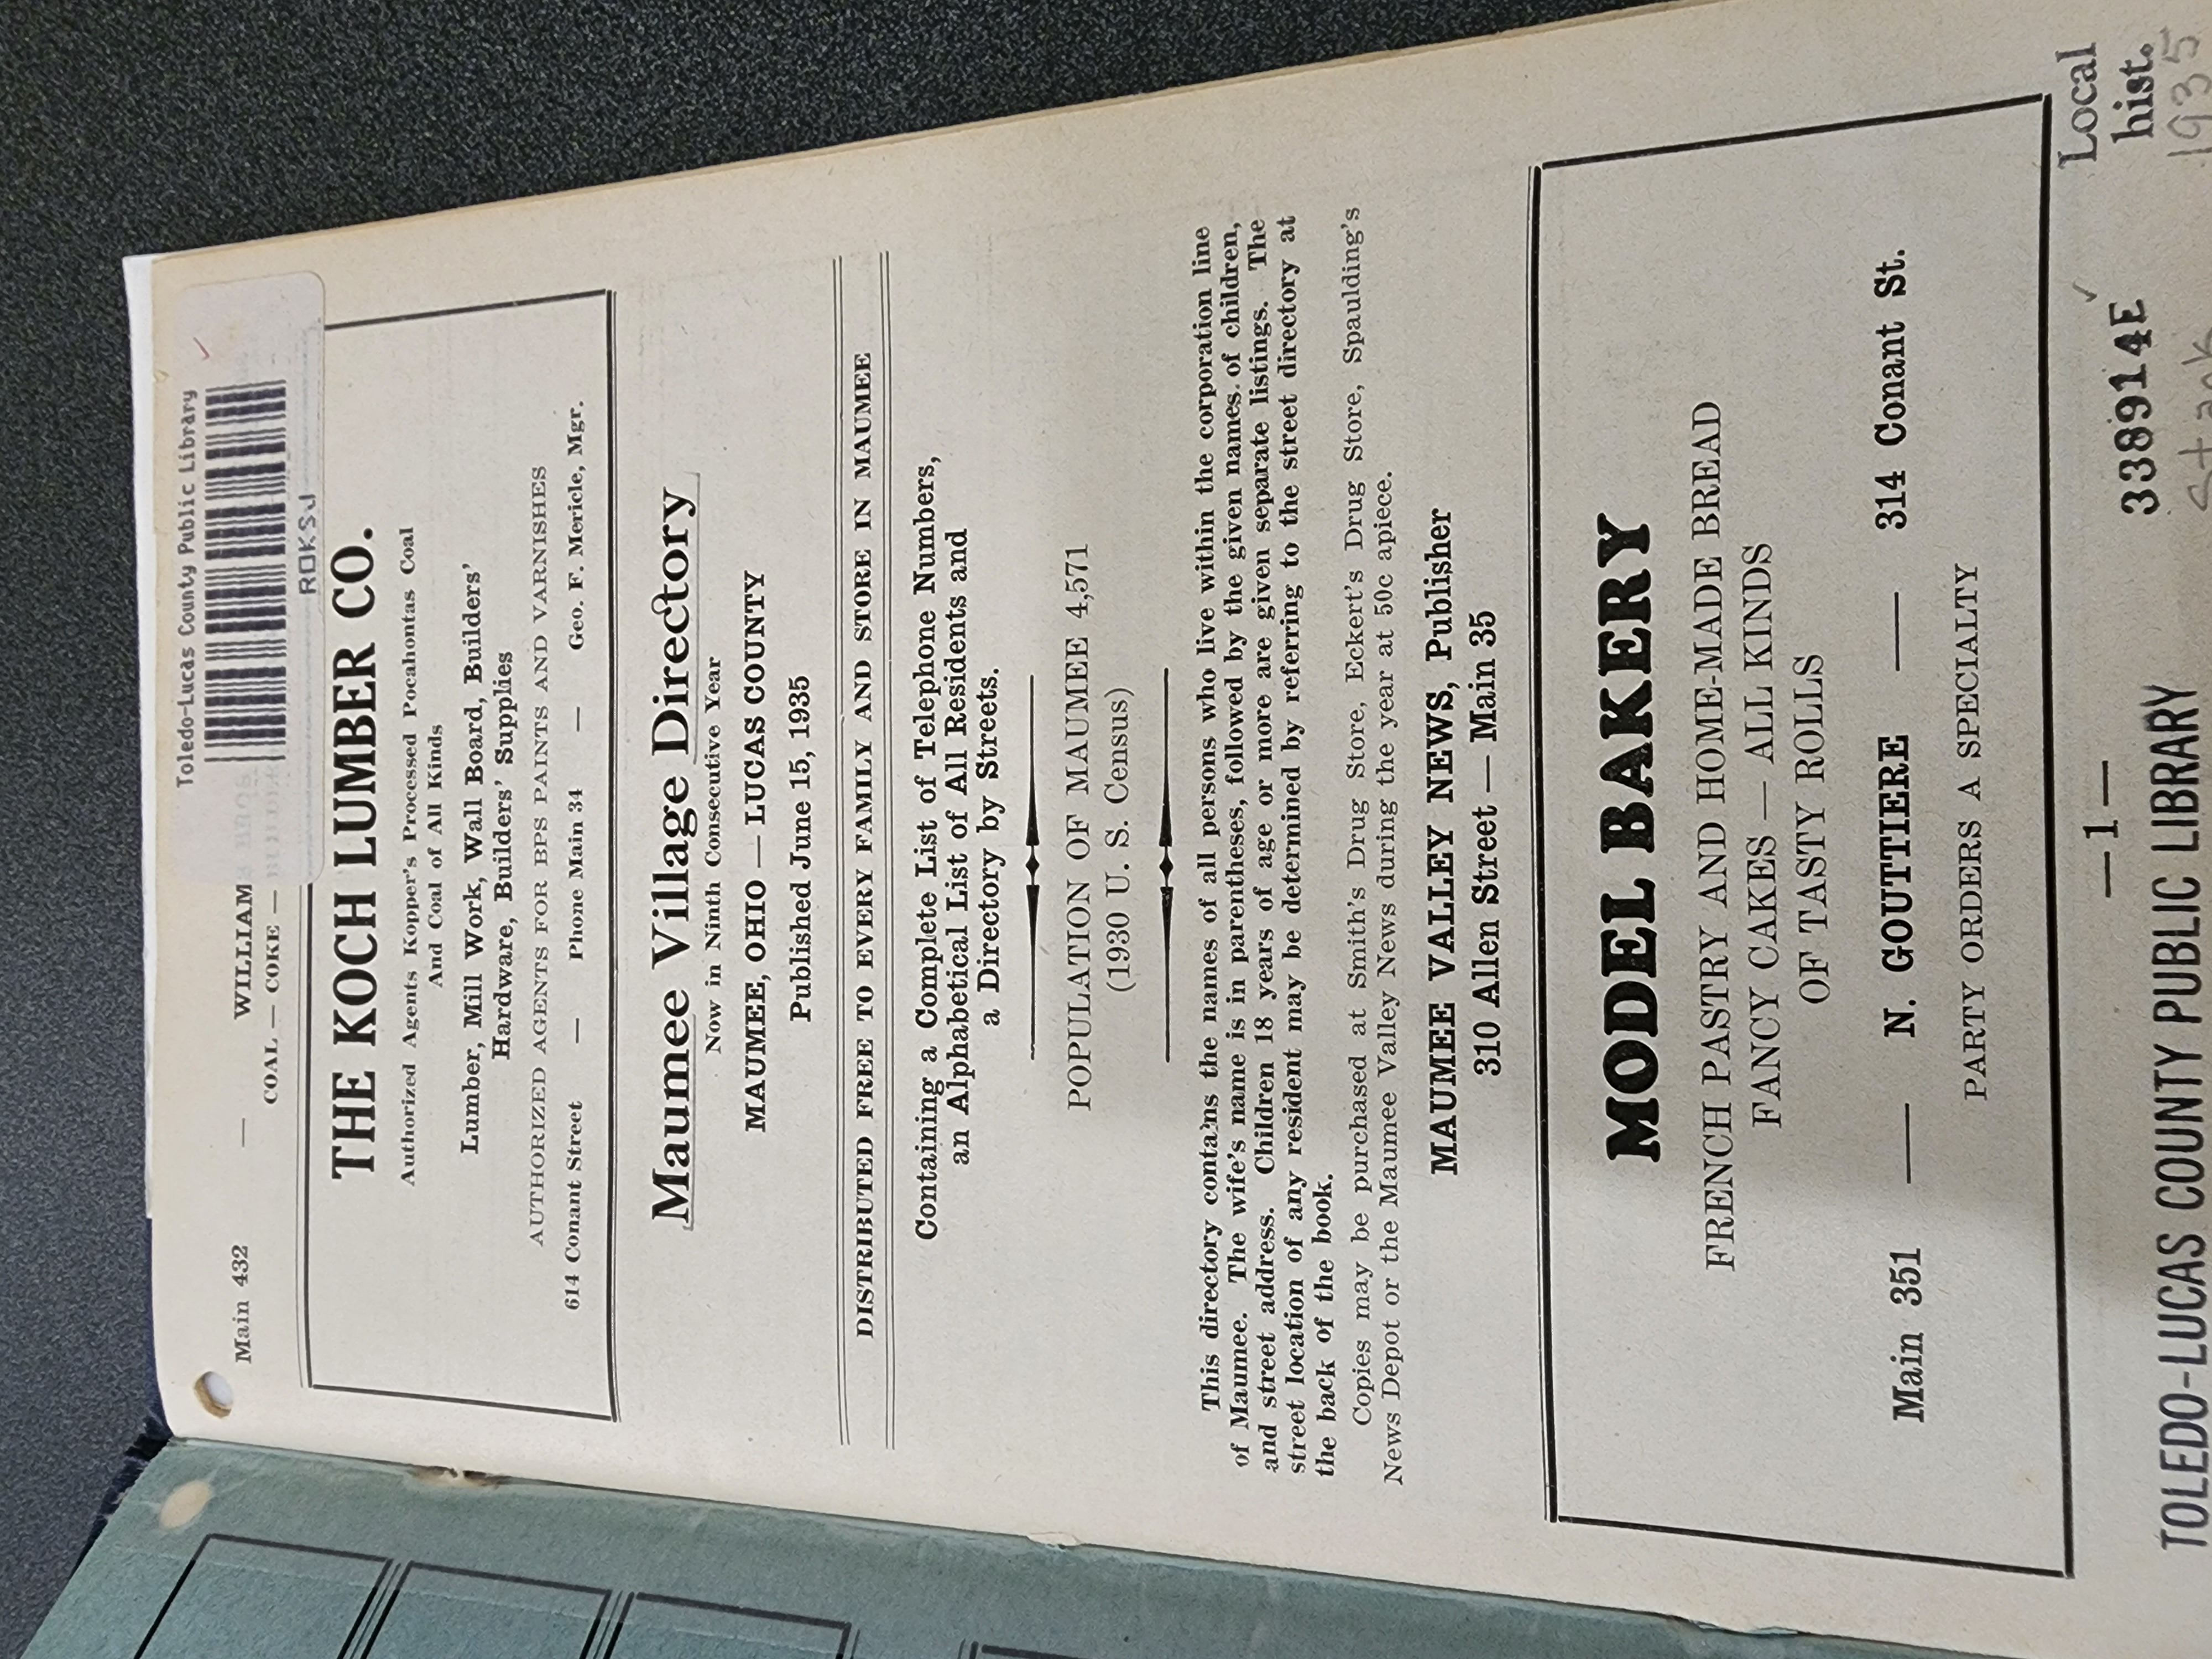 Toledo-Lucas County Public Library
ROKSJ
Main 432 — WILLIAMS BROS.
COAL — COKE —
THE KOCH LUMBER CO.
Authorized Agents Kopper's Processed Pocahontas Coal
And Coal of All Kinds
Lumber, Mill Work, Wall Board, Builders'
Hardware, Builders' Supplies
AUTHORIZED AGENTS FOR BPS PAINTS AND VARNISHES
614 Conant Street — Phone Main 34 — Geo. F. Mericle, Mgr.
Maumee Village Directory
Now in Ninth Consecutive Year
MAUMEE, OHIO — LUCAS COUNTY
Published June 15, 1935
DISTRIBUTED FREE TO EVERY FAMILY AND STORE IN MAUMEE
Containing a Complete List of Telephone Numbers,
an Alphabetical List of All Residents and
a Directory by Streets.
POPULATION OF MAUMEE 4,571
(1930 U. S. Census)
This directory contains the names of all persons who live within the corporation line
of Maumee. The wife's name is in parentheses, followed by the given names of children,
and street address. Children 18 years of age or more are given separate listings. The
street location of any resident may be determined by referring to the street directory at
the back of the book.
Copies may be purchased at Smith's Drug Store, Eckert's Drug Store, Spaulding's
News Depot or the Maumee Valley News during the year at 50c apiece.
MAUMEE VALLEY NEWS, Publisher
310 Allen Street — Main 35
MODEL BAKERY
FRENCH PASTRY AND HOME-MADE BREAD
FANCY CAKES — ALL KINDS
OF TASTY ROLLS
Main 351 — N. GOUTTIERE — 314 Conant St.
PARTY ORDERS A SPECIALTY
Local
hist.
1935
—1—
338914E
TOLEDO-LUCAS COUNTY PUBLIC LIBRARY